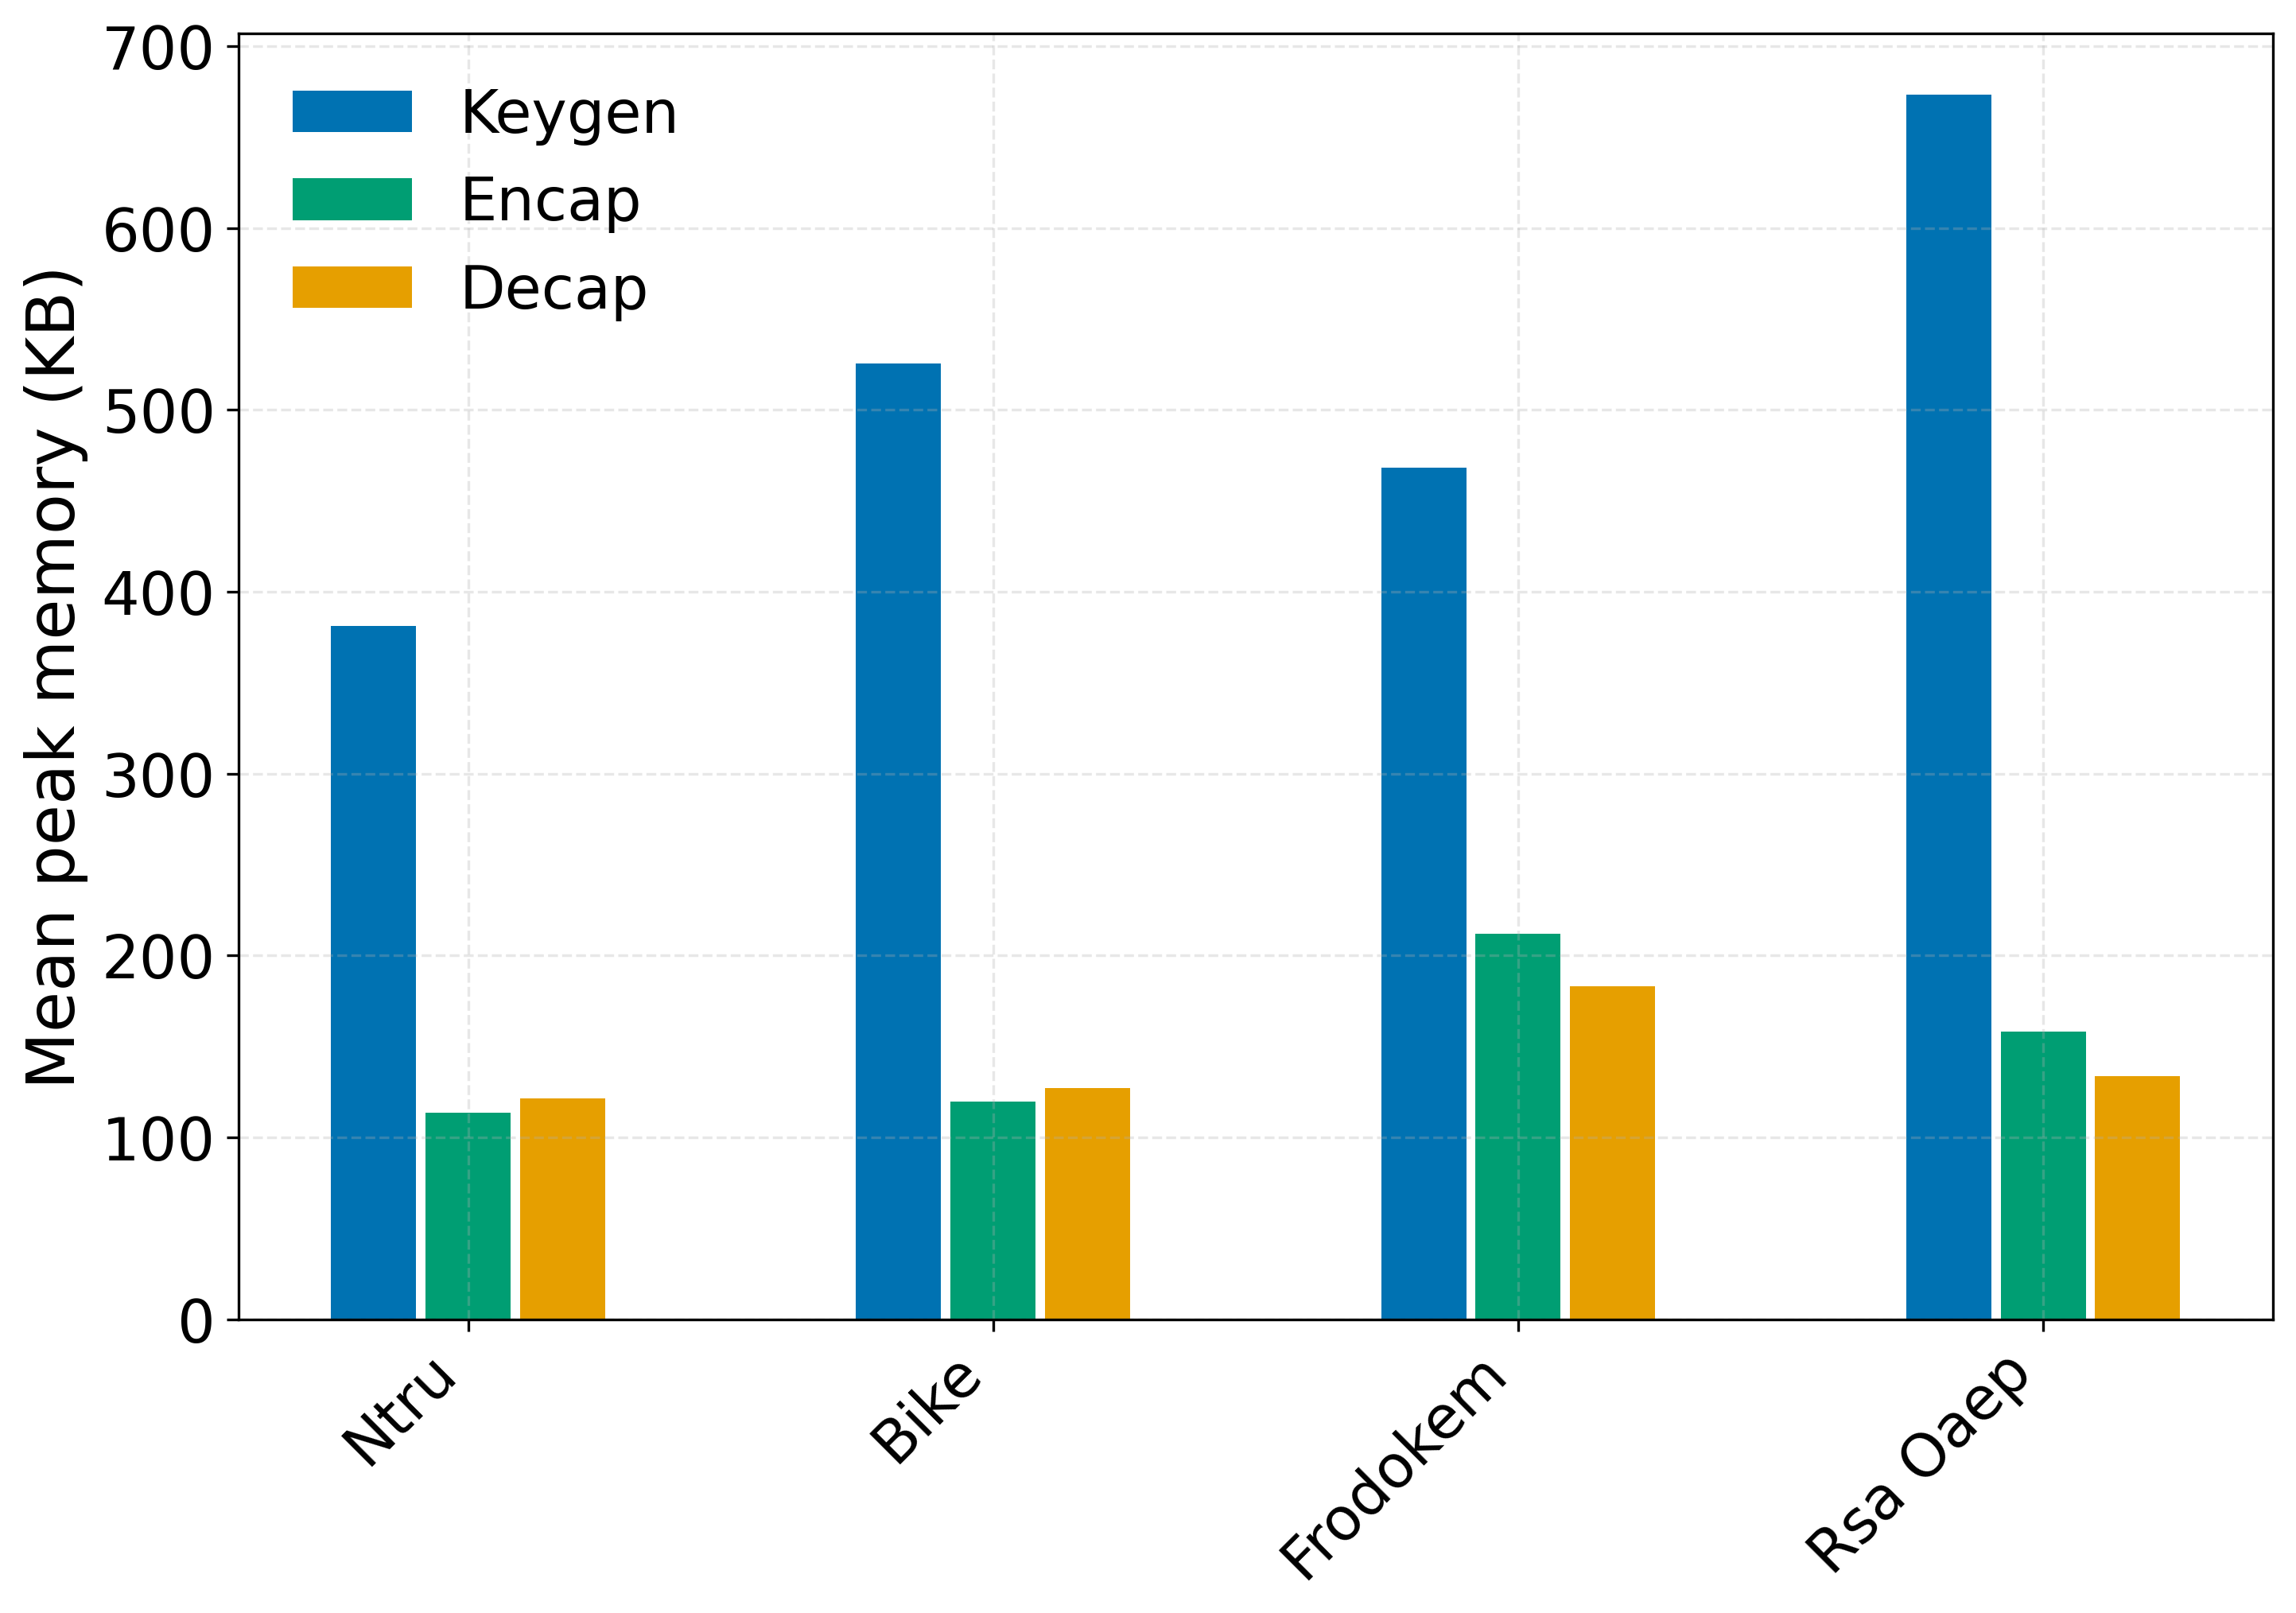 Mean peak memory (KB)
700
600
500
400
300
200
100
0
Keygen
Encap
Decap
Ntru
Bike
Frodokem
Rsa Oaep